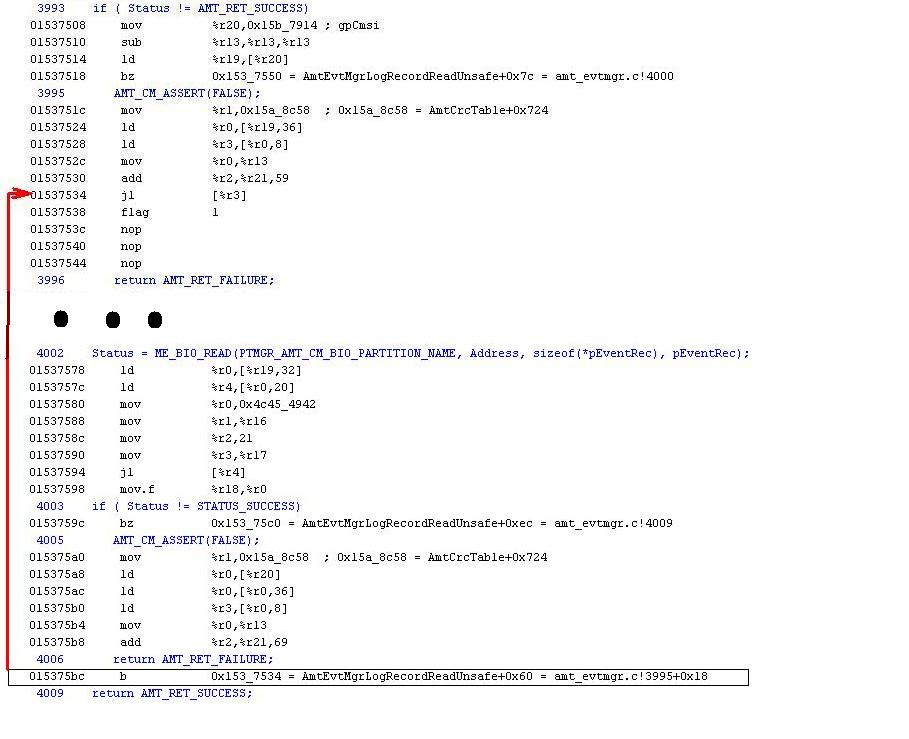 3993 if ( Status != AMT_RET_SUCCESS)
01537508 mov %r20,0x15b_7914 ; gpCmsi
01537510 sub %r13,%r13,%r13
01537514 ld %r19,[%r20]
01537518 bz 0x153_7550 = AmtEvtMgrLogRecordReadUnsafe+0x7c = amt_evtmgr.c!4000
3995 AMT_CM_ASSERT(FALSE);
0153751c mov %r1,0x15a_8c58 ; 0x15a_8c58 = AmtCrcTable+0x724
01537524 ld %r0,[%r19,36]
01537528 ld %r3,[%r0,8]
0153752c mov %r0,%r13
01537530 add %r2,%r21,59
01537534 jl [%r3]
01537538 flag 1
0153753c nop
01537540 nop
01537544 nop
3996 return AMT_RET_FAILURE;
4002 Status = ME_BIO_READ(PTMGR_AMT_CM_BIO_PARTITION_NAME, Address, sizeof(*pEventRec), pEventRec);
01537578 ld %r0,[%r19,32]
0153757c ld %r4,[%r0,20]
01537580 mov %r0,0x4c45_4942
01537588 mov %r1,%r16
0153758c mov %r2,21
01537590 mov %r3,%r17
01537594 jl [%r4]
01537598 mov.f %r18,%r0
4003 if ( Status != STATUS_SUCCESS)
0153759c bz 0x153_75c0 = AmtEvtMgrLogRecordReadUnsafe+0xec = amt_evtmgr.c!4009
4005 AMT_CM_ASSERT(FALSE);
015375a0 mov %r1,0x15a_8c58 ; 0x15a_8c58 = AmtCrcTable+0x724
015375a8 ld %r0,[%r20]
015375ac ld %r0,[%r0,36]
015375b0 ld %r3,[%r0,8]
015375b4 mov %r0,%r13
015375b8 add %r2,%r21,69
4006 return AMT_RET_FAILURE;
015375bc b 0x153_7534 = AmtEvtMgrLogRecordReadUnsafe+0x60 = amt_evtmgr.c!3995+0x18
4009 return AMT_RET_SUCCESS;